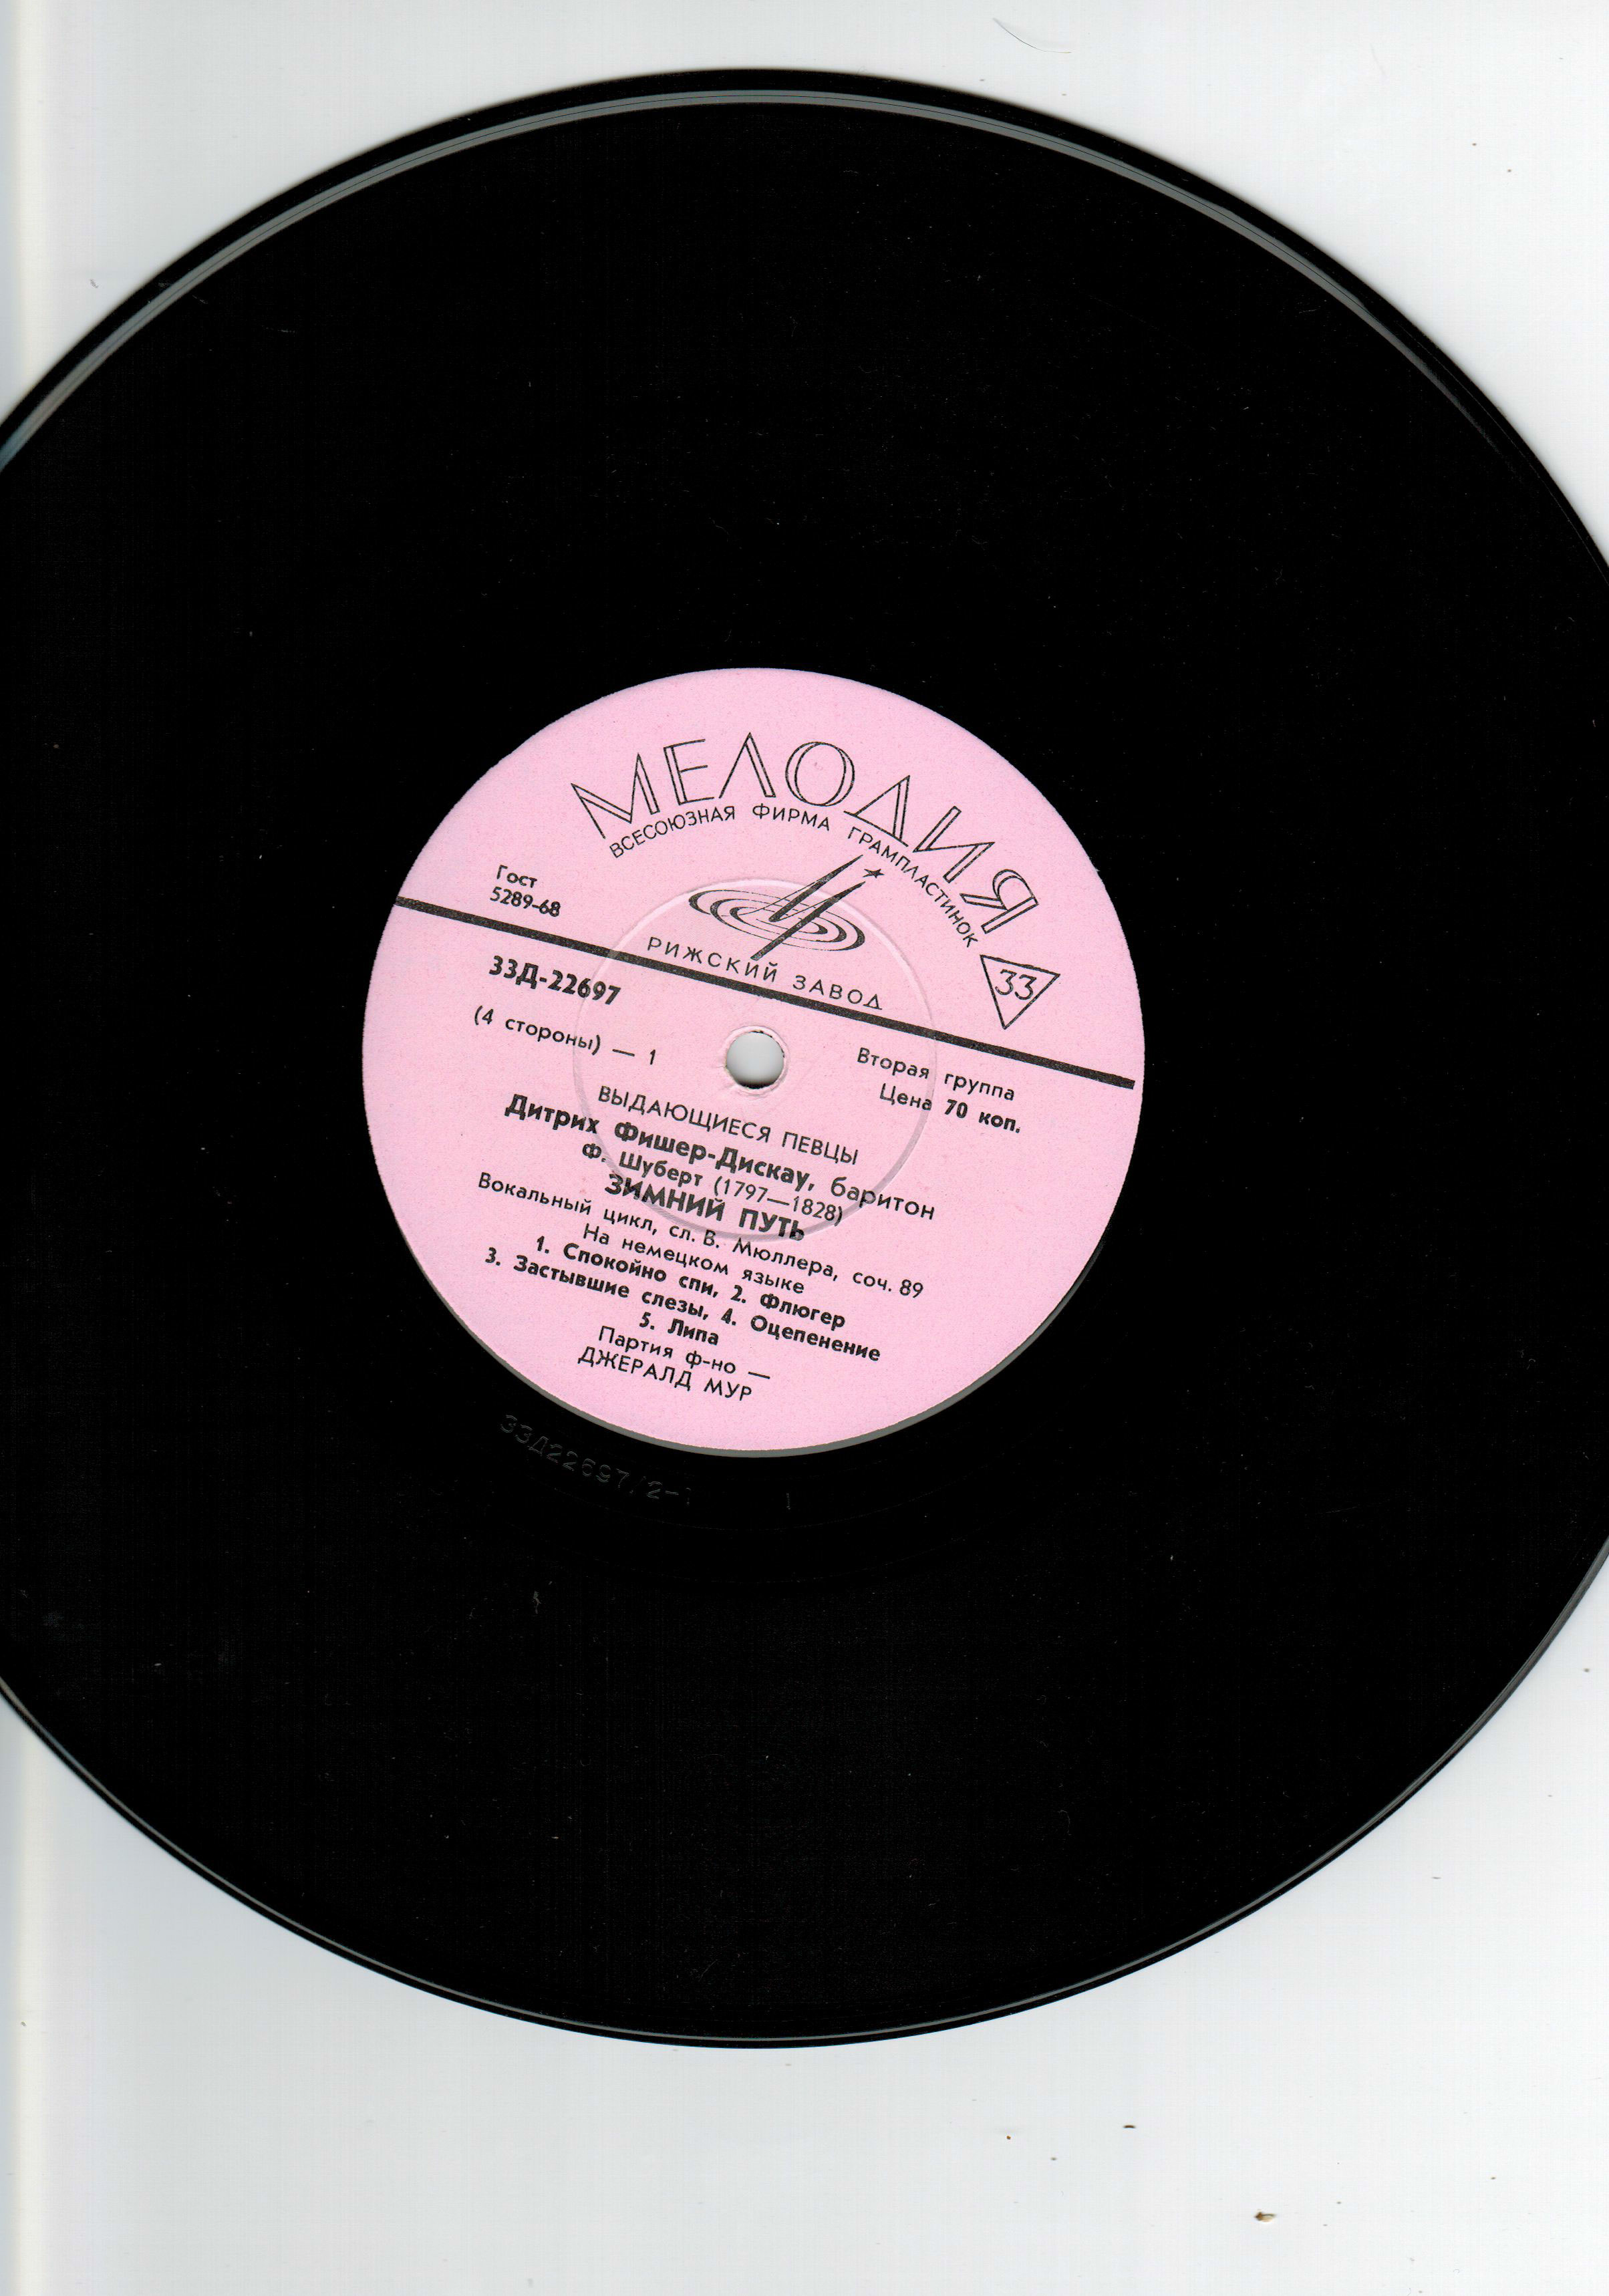 МЕЛОДИЯ
ВСЕСОЮЗНАЯ ФИРМА ГРАМПЛАСТИНОК
Гост
5289-68
РИЖСКИЙ ЗАВОД
33
33Д-22697
(4 стороны) — 1
Вторая группа
Цена 70 коп.
ВЫДАЮЩИЕСЯ ПЕВЦЫ
Дитрих Фишер-Дискау, баритон
Ф. Шуберт (1797—1828)
ЗИМНИЙ ПУТЬ
Вокальный цикл, сл. В. Мюллера, соч. 89
На немецком языке
1. Спокойно спи, 2. Флюгер
3. Застывшие слезы, 4. Оцепенение
5. Липа
Партия ф-но —
ДЖЕРАЛД МУР
33Д22697/2-1